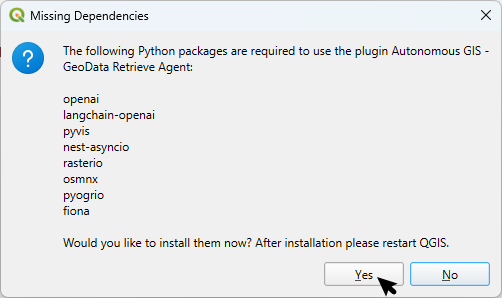 Missing Dependencies
The following Python packages are required to use the plugin Autonomous GIS -
GeoData Retrieve Agent:
openai
langchain-openai
pyvis
nest-asyncio
rasterio
osmnx
pyogrio
fiona
Would you like to install them now? After installation please restart QGIS.
Yes
No